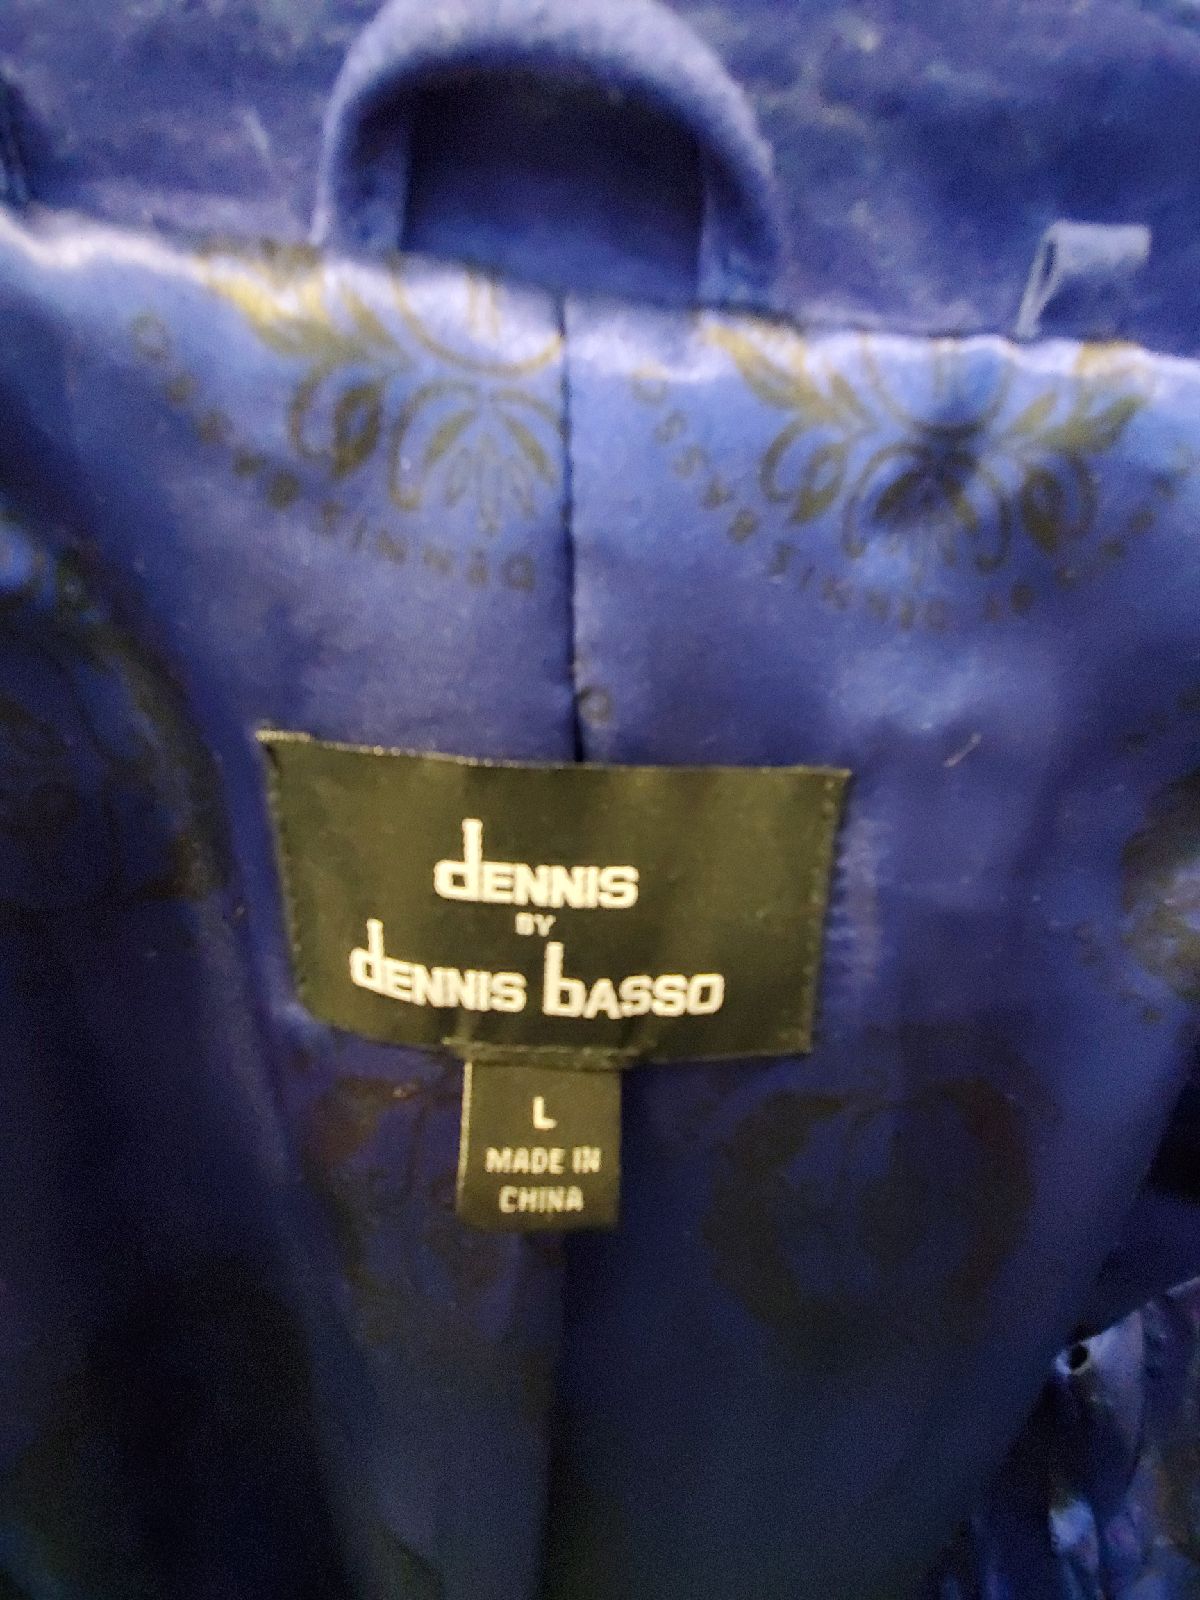 dENNIS
BY
dENNIS bASSO
L
MADE IN
CHINA